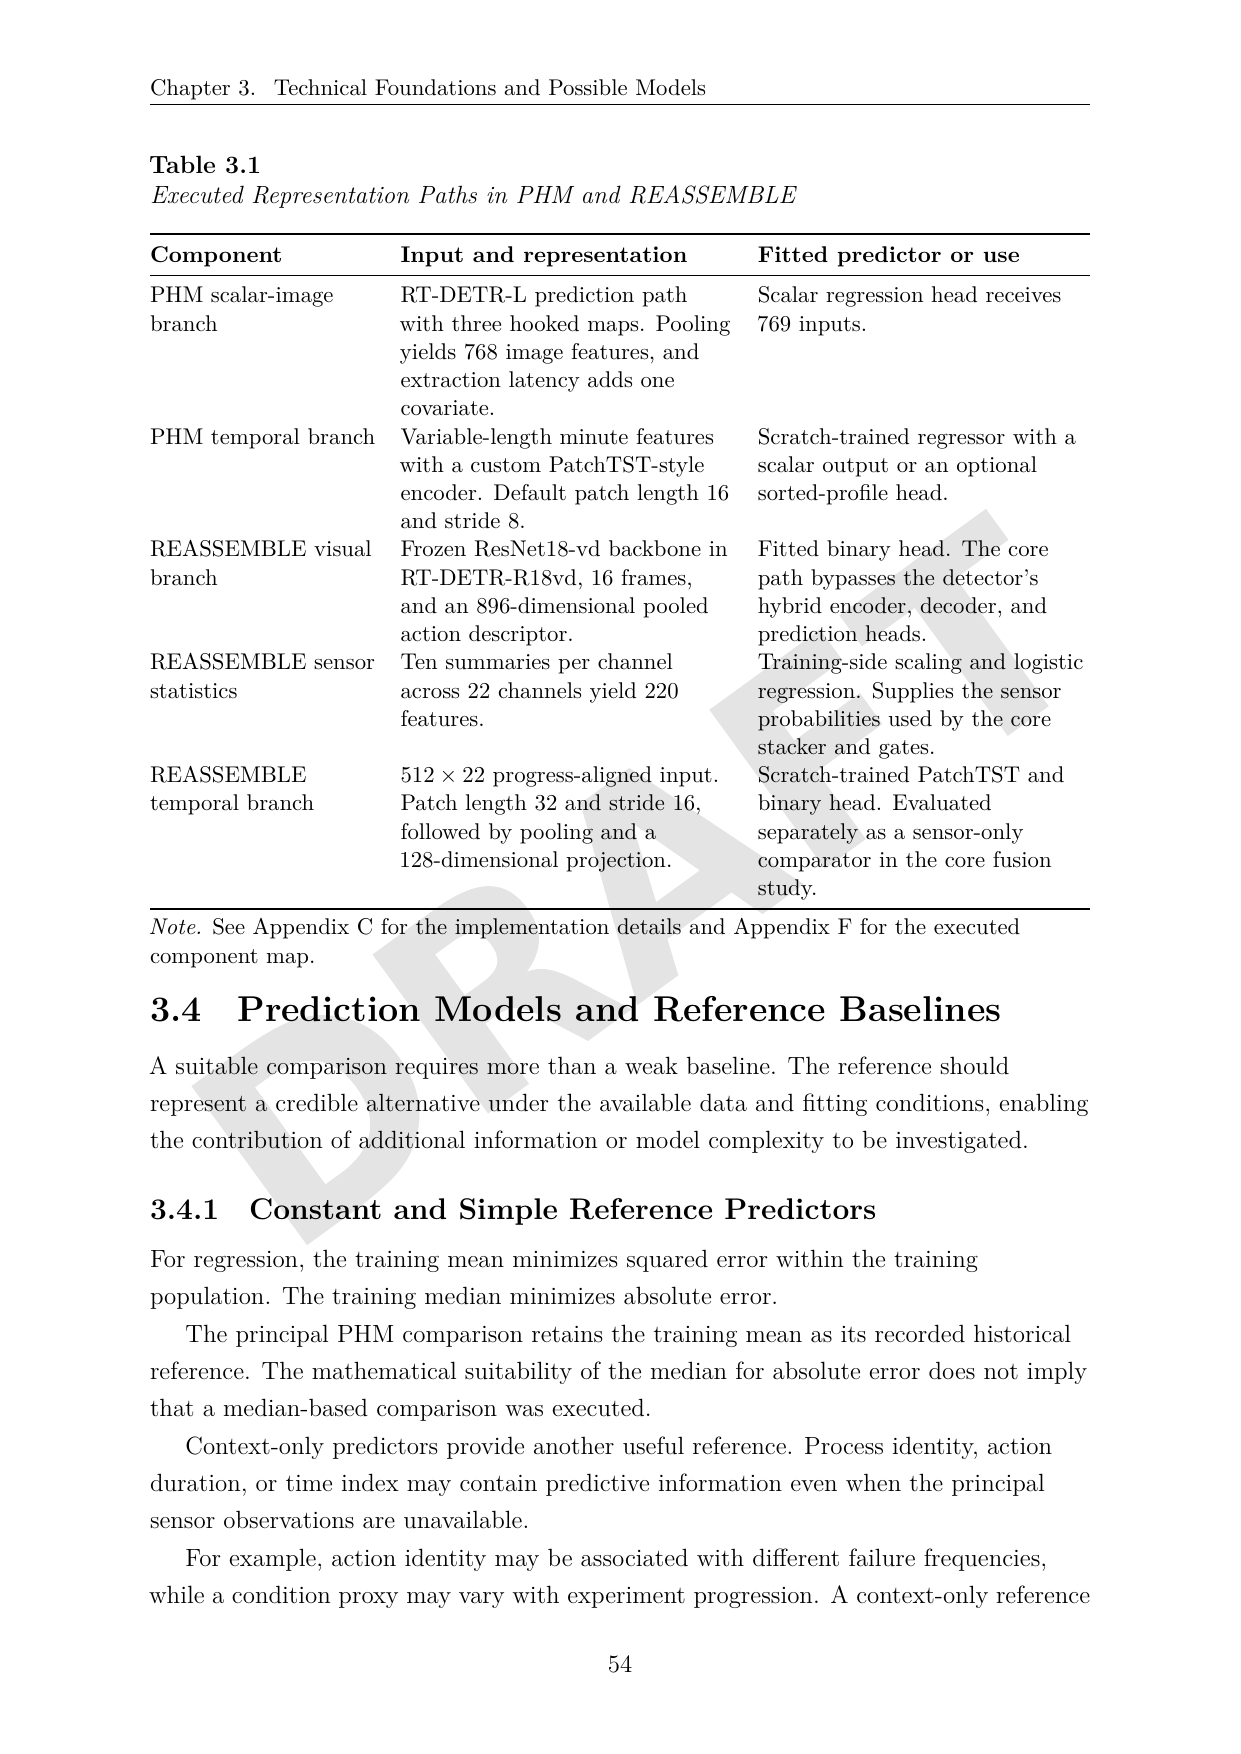 Chapter 3. Technical Foundations and Possible Models
Table 3.1
Executed Representation Paths in PHM and REASSEMBLE
Component Input and representation Fitted predictor or use
PHM scalar-image RT-DETR-L prediction path Scalar regression head receives
branch with three hooked maps. Pooling 769 inputs.
yields 768 image features, and
extraction latency adds one
covariate.
PHM temporal branch Variable-length minute features Scratch-trained regressor with a
with a custom PatchTST-style scalar output or an optional
encoder. Default patch length 16 sorted-profile head.
and stride 8.
REASSEMBLE visual Frozen ResNet18-vd backbone in Fitted binary head. The core
branch RT-DETR-R18vd, 16 frames, path bypasses the detector's
and an 896-dimensional pooled hybrid encoder, decoder, and
action descriptor. prediction heads.
REASSEMBLE sensor Ten summaries per channel Training-side scaling and logistic
statistics across 22 channels yield 220 regression. Supplies the sensor
features. probabilities used by the core
stacker and gates.
REASSEMBLE 512 × 22 progress-aligned input. Scratch-trained PatchTST and
temporal branch Patch length 32 and stride 16, binary head. Evaluated
followed by pooling and a separately as a sensor-only
128-dimensional projection. comparator in the core fusion
study.
Note. See Appendix C for the implementation details and Appendix F for the executed
component map.
3.4 Prediction Models and Reference Baselines
A suitable comparison requires more than a weak baseline. The reference should
represent a credible alternative under the available data and fitting conditions, enabling
the contribution of additional information or model complexity to be investigated.
3.4.1 Constant and Simple Reference Predictors
For regression, the training mean minimizes squared error within the training
population. The training median minimizes absolute error.
The principal PHM comparison retains the training mean as its recorded historical
reference. The mathematical suitability of the median for absolute error does not imply
that a median-based comparison was executed.
Context-only predictors provide another useful reference. Process identity, action
duration, or time index may contain predictive information even when the principal
sensor observations are unavailable.
For example, action identity may be associated with different failure frequencies,
while a condition proxy may vary with experiment progression. A context-only reference
54
DRAFT